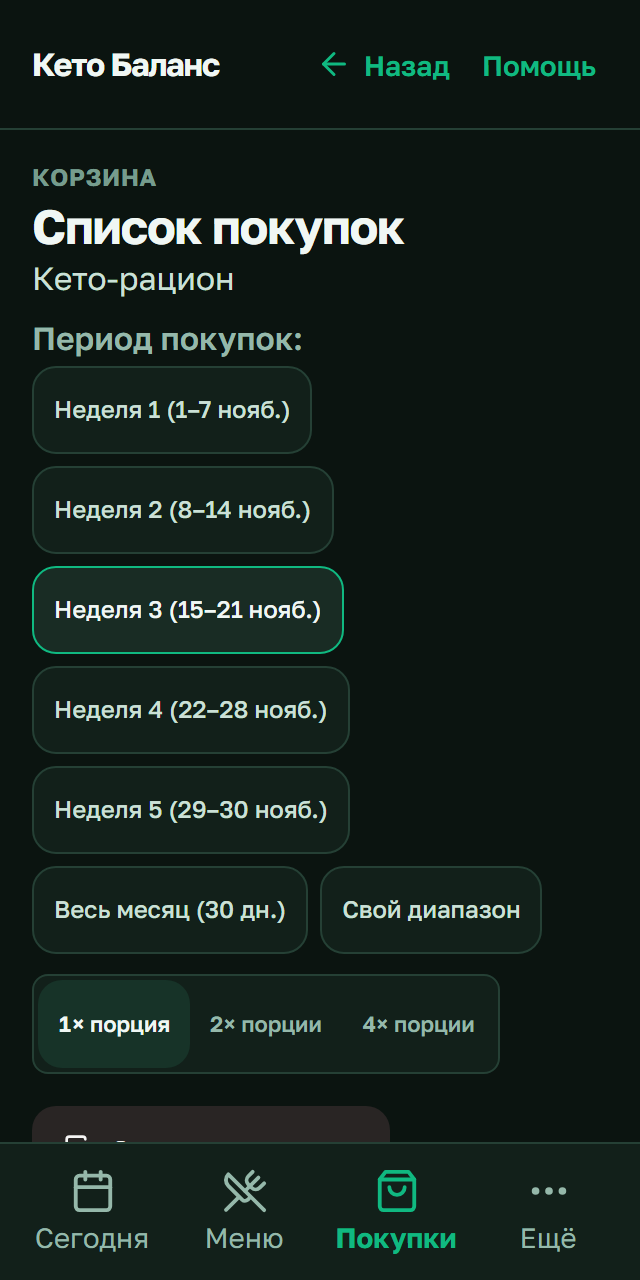 Кето Баланс
Назад
Помощь
КОРЗИНА
Список покупок
Кето-рацион
Период покупок:
Неделя 1 (1–7 нояб.)
Неделя 2 (8–14 нояб.)
Неделя 3 (15–21 нояб.)
Неделя 4 (22–28 нояб.)
Неделя 5 (29–30 нояб.)
Весь месяц (30 дн.)
Свой диапазон
1× порция
2× порции
4× порции
Сегодня
Меню
Покупки
Ещё